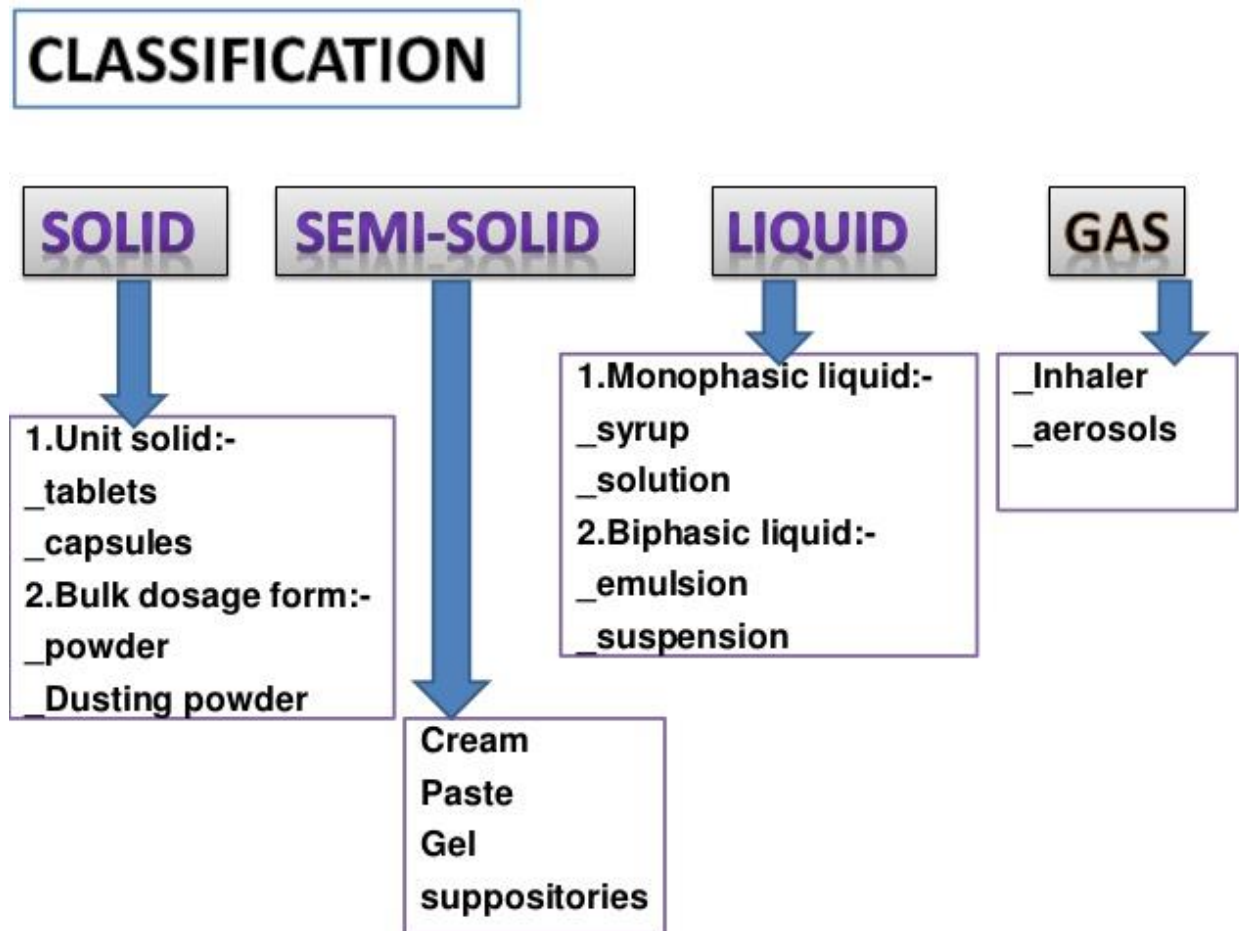 CLASSIFICATION
SOLID
SEMI-SOLID
LIQUID
GAS
1.Unit solid:-
_tablets
_capsules
2.Bulk dosage form:-
_powder
_Dusting powder
Cream
Paste
Gel
suppositories
1.Monophasic liquid:-
_syrup
_solution
2.Biphasic liquid:-
_emulsion
_suspension
_Inhaler
_aerosols